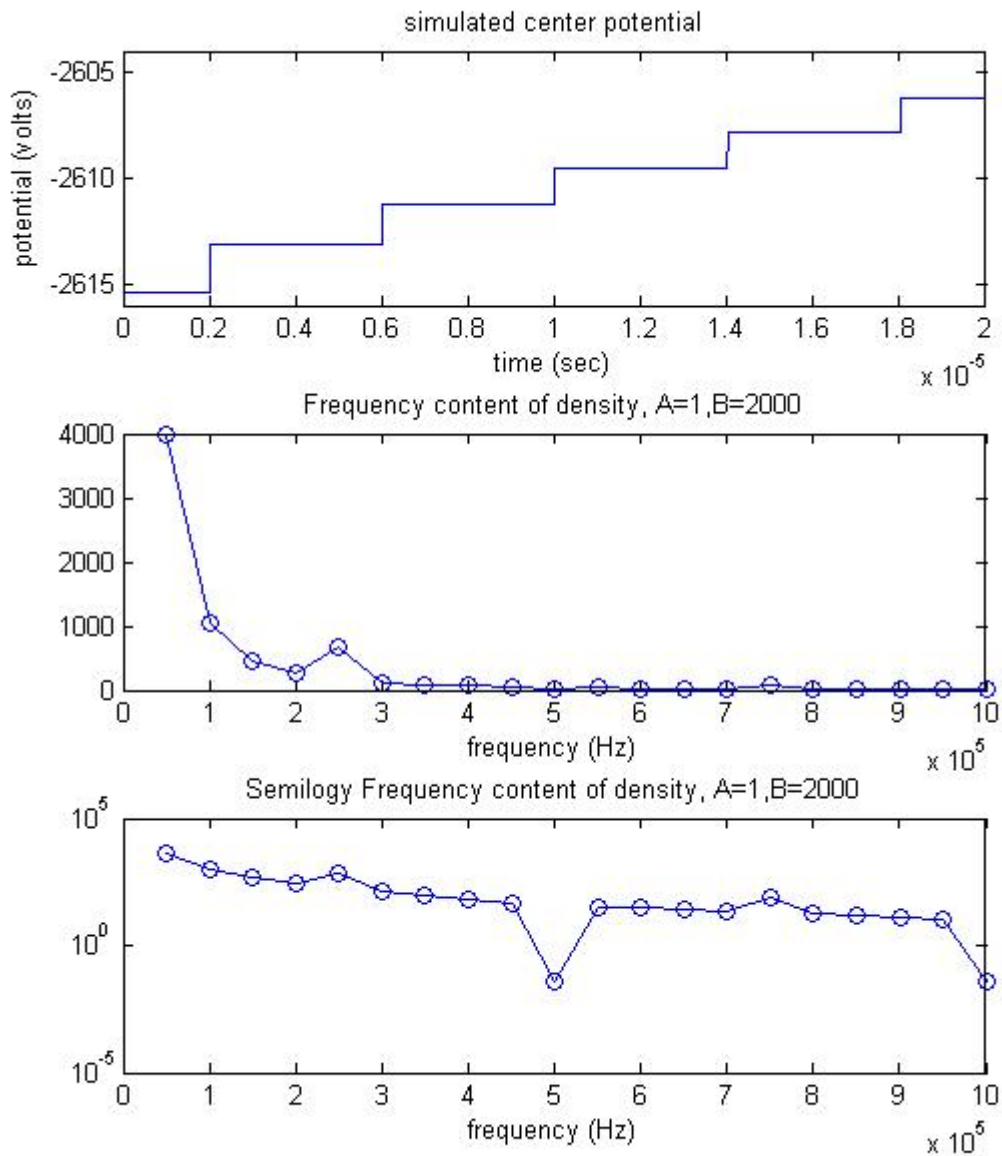 simulated center potential
-2605
-2610
-2615
potential (volts)
0 0.2 0.4 0.6 0.8 1 1.2 1.4 1.6 1.8 2
time (sec)
x 10^-5
Frequency content of density, A=1,B=2000
4000
3000
2000
1000
0
0 1 2 3 4 5 6 7 8 9 10
frequency (Hz)
x 10^5
Semilogy Frequency content of density, A=1,B=2000
10^5
10^0
10^-5
0 1 2 3 4 5 6 7 8 9 10
frequency (Hz)
x 10^5